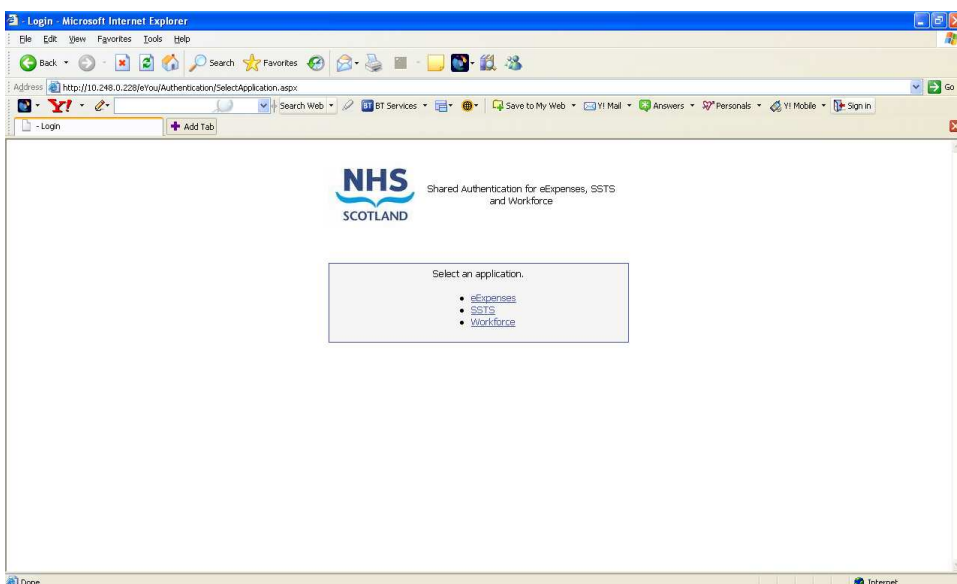 - Login - Microsoft Internet Explorer
File Edit View Favorites Tools Help
Back Search Favorites
Address http://10.248.0.228/eYou/Authentication/SelectApplication.aspx Go
Y! Search Web BT BT Services Save to My Web Y! Mail Answers Personals Y! Mobile Sign in
- Login Add Tab
NHS
SCOTLAND
Shared Authentication for eExpenses, SSTS
and Workforce
Select an application.
• eExpenses
• SSTS
• Workforce
Done Internet